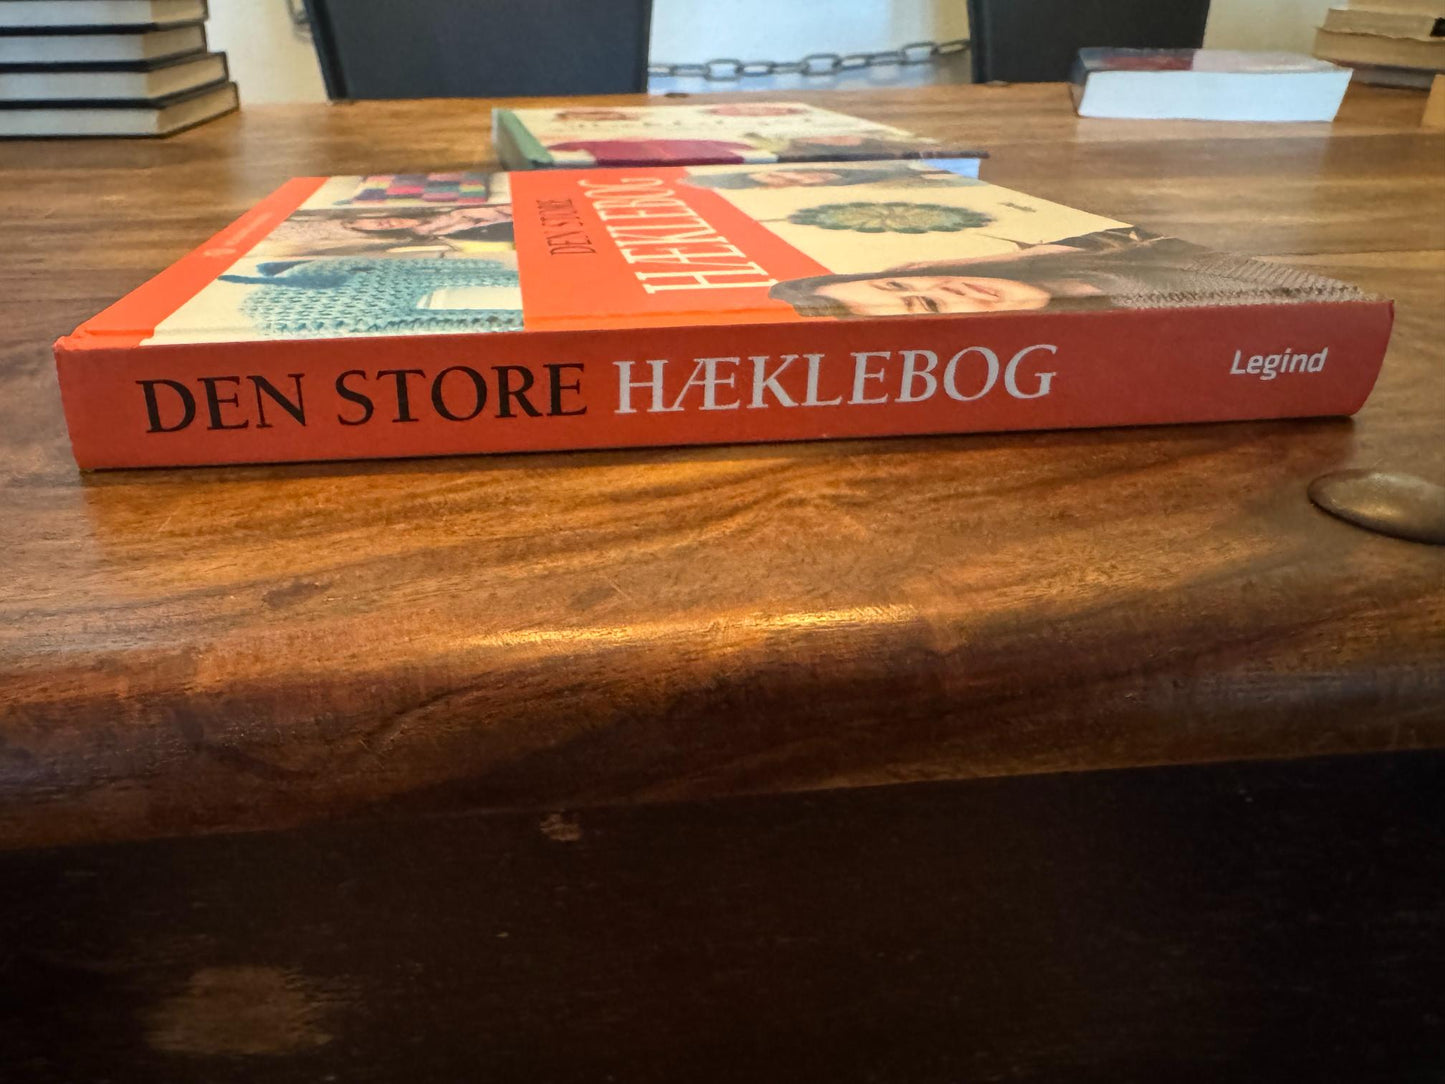 DEN STORE
HÆKLEBOG
DEN STORE HÆKLEBOG
Legind